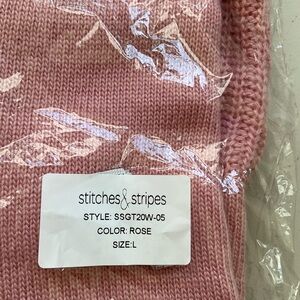 stitches & stripes
STYLE: SSGT20W-05
COLOR: ROSE
SIZE:L